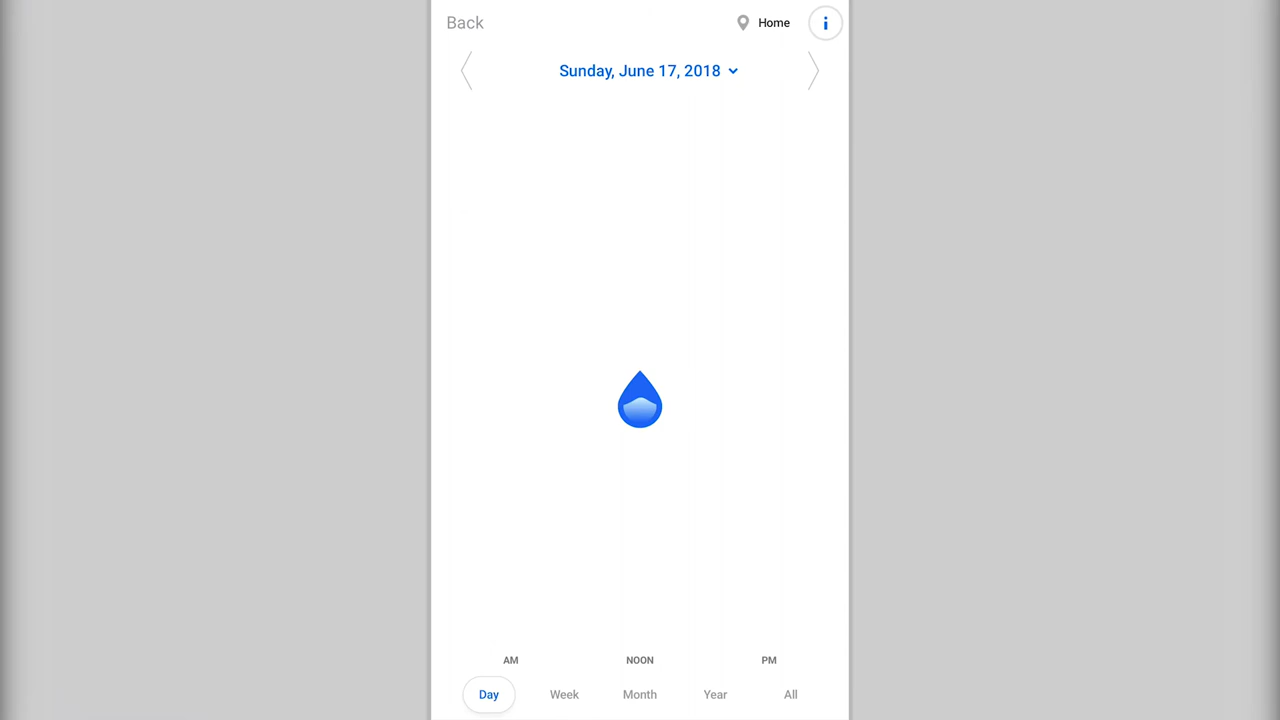 Back
Home
i
Sunday, June 17, 2018
AM NOON PM
Day Week Month Year All